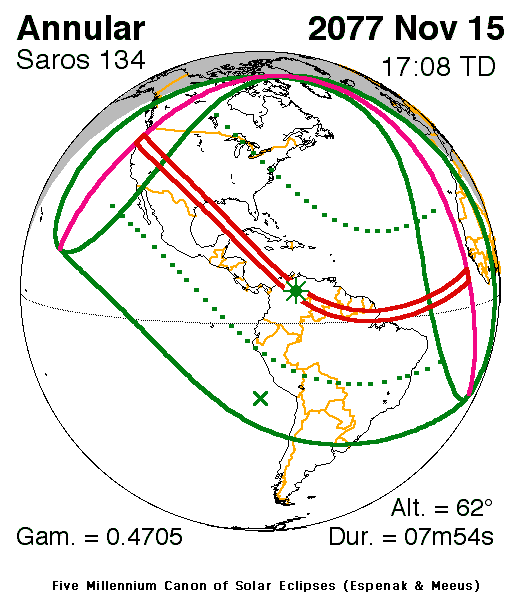 Annular 2077 Nov 15
Saros 134 17:08 TD
Alt. = 62°
Gam. = 0.4705 Dur. = 07m54s
Five Millennium Canon of Solar Eclipses (Espenak & Meeus)